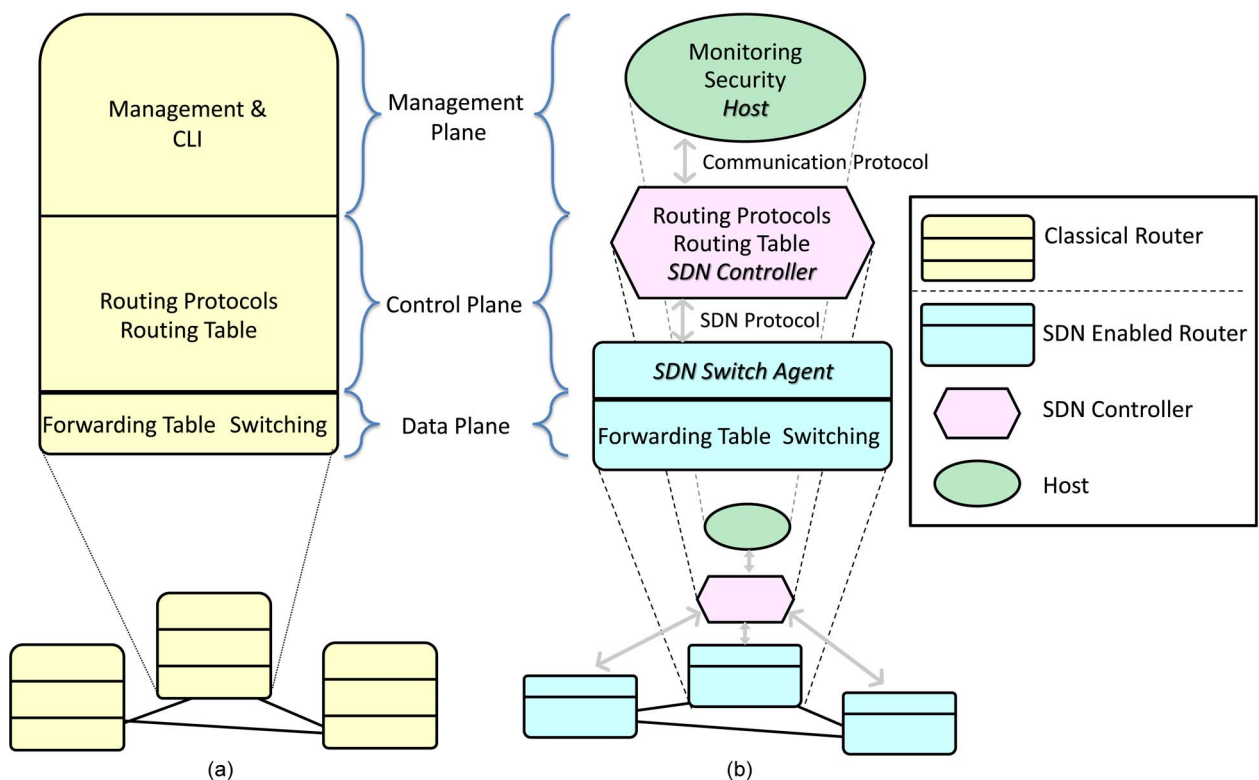 Management &
CLI
Routing Protocols
Routing Table
Forwarding Table Switching
Management
Plane
Control Plane
Data Plane
Monitoring
Security
Host
Communication Protocol
Routing Protocols
Routing Table
SDN Controller
SDN Protocol
SDN Switch Agent
Forwarding Table Switching
Classical Router
SDN Enabled Router
SDN Controller
Host
(a)
(b)